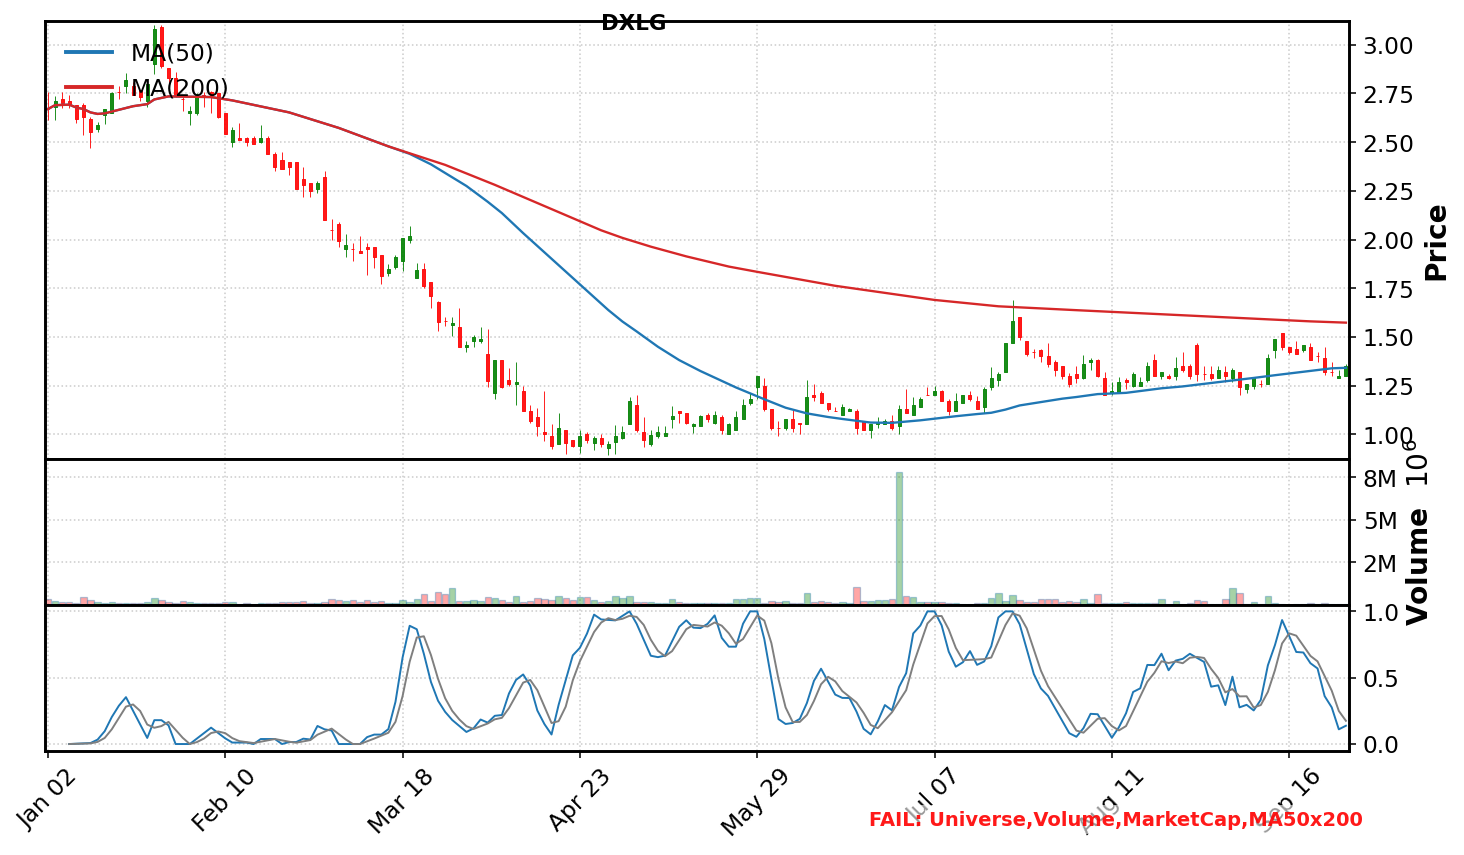 DXLG
MA(50)
MA(200)
3.00
2.75
2.50
2.25
2.00
1.75
1.50
1.25
1.00
Price
10^6
8M
5M
2M
Volume
1.0
0.5
0.0
Jan 02
Feb 10
Mar 18
Apr 23
May 29
Jul 07
Aug 11
Sep 16
FAIL: Universe,Volume,MarketCap,MA50x200